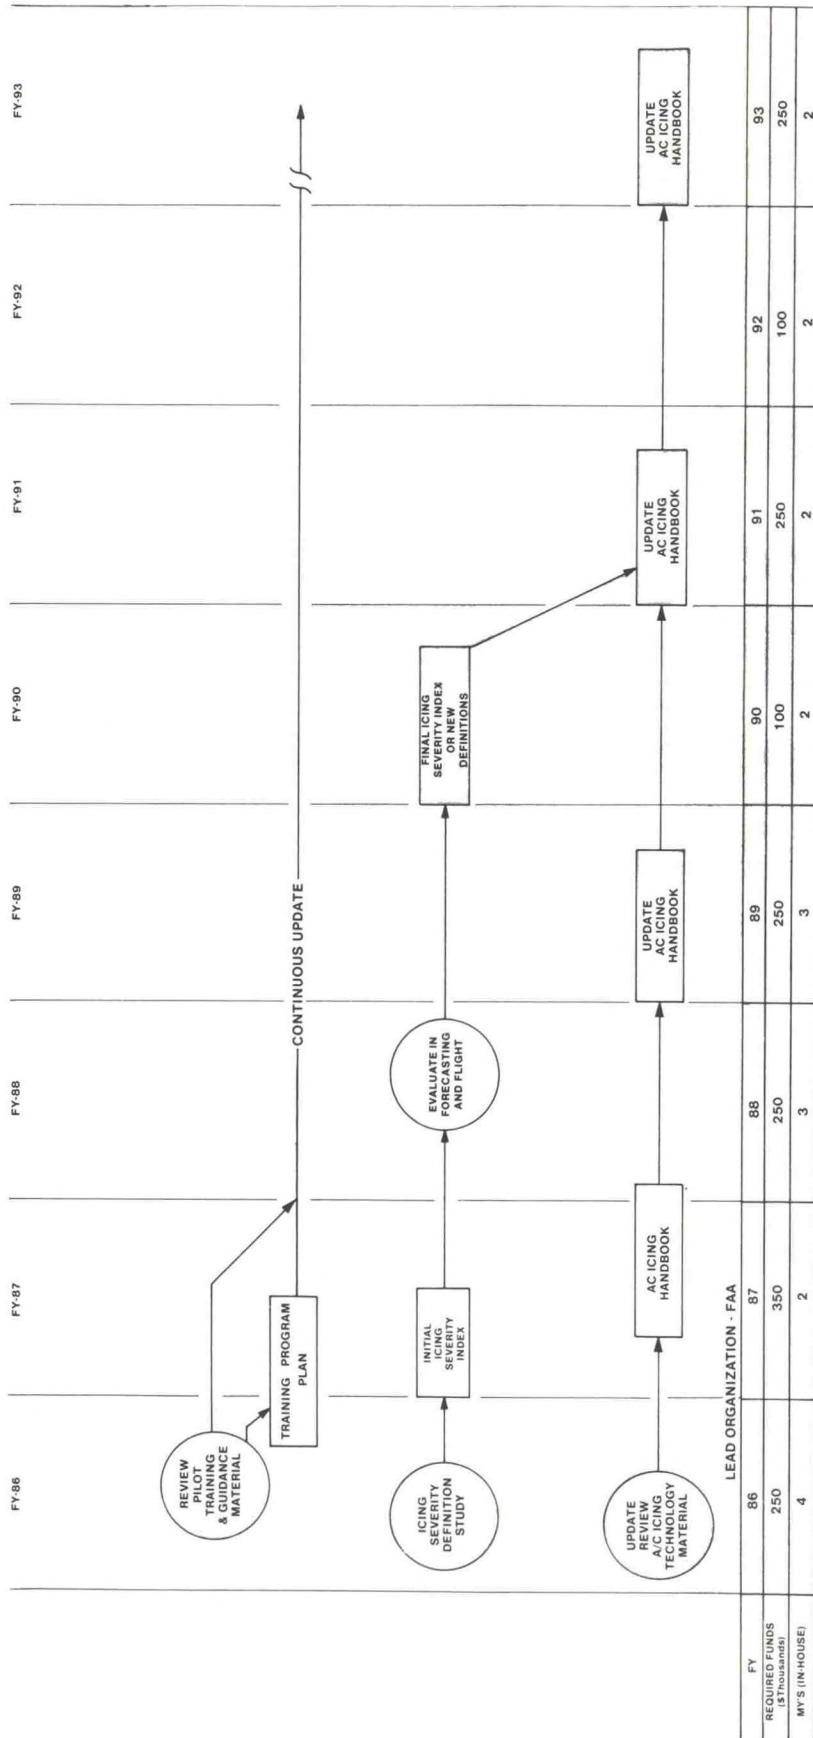 FY-86
FY-87
FY-88
FY-89
FY-90
FY-91
FY-92
FY-93
REVIEW
PILOT
TRAINING
& GUIDANCE
MATERIAL
TRAINING PROGRAM
PLAN
CONTINUOUS UPDATE
ICING
SEVERITY
DEFINITION
STUDY
INITIAL
ICING
SEVERITY
INDEX
EVALUATE IN
FORECASTING
AND FLIGHT
FINAL ICING
SEVERITY INDEX
OR NEW
DEFINITIONS
UPDATE
REVIEW
A/C ICING
TECHNOLOGY
MATERIAL
AC ICING
HANDBOOK
UPDATE
AC ICING
HANDBOOK
UPDATE
AC ICING
HANDBOOK
UPDATE
AC ICING
HANDBOOK
LEAD ORGANIZATION - FAA
FY 86 87 88 89 90 91 92 93
REQUIRED FUNDS
($Thousands) 250 350 250 250 100 250 100 250
MY'S (IN-HOUSE) 4 2 3 3 2 2 2 2